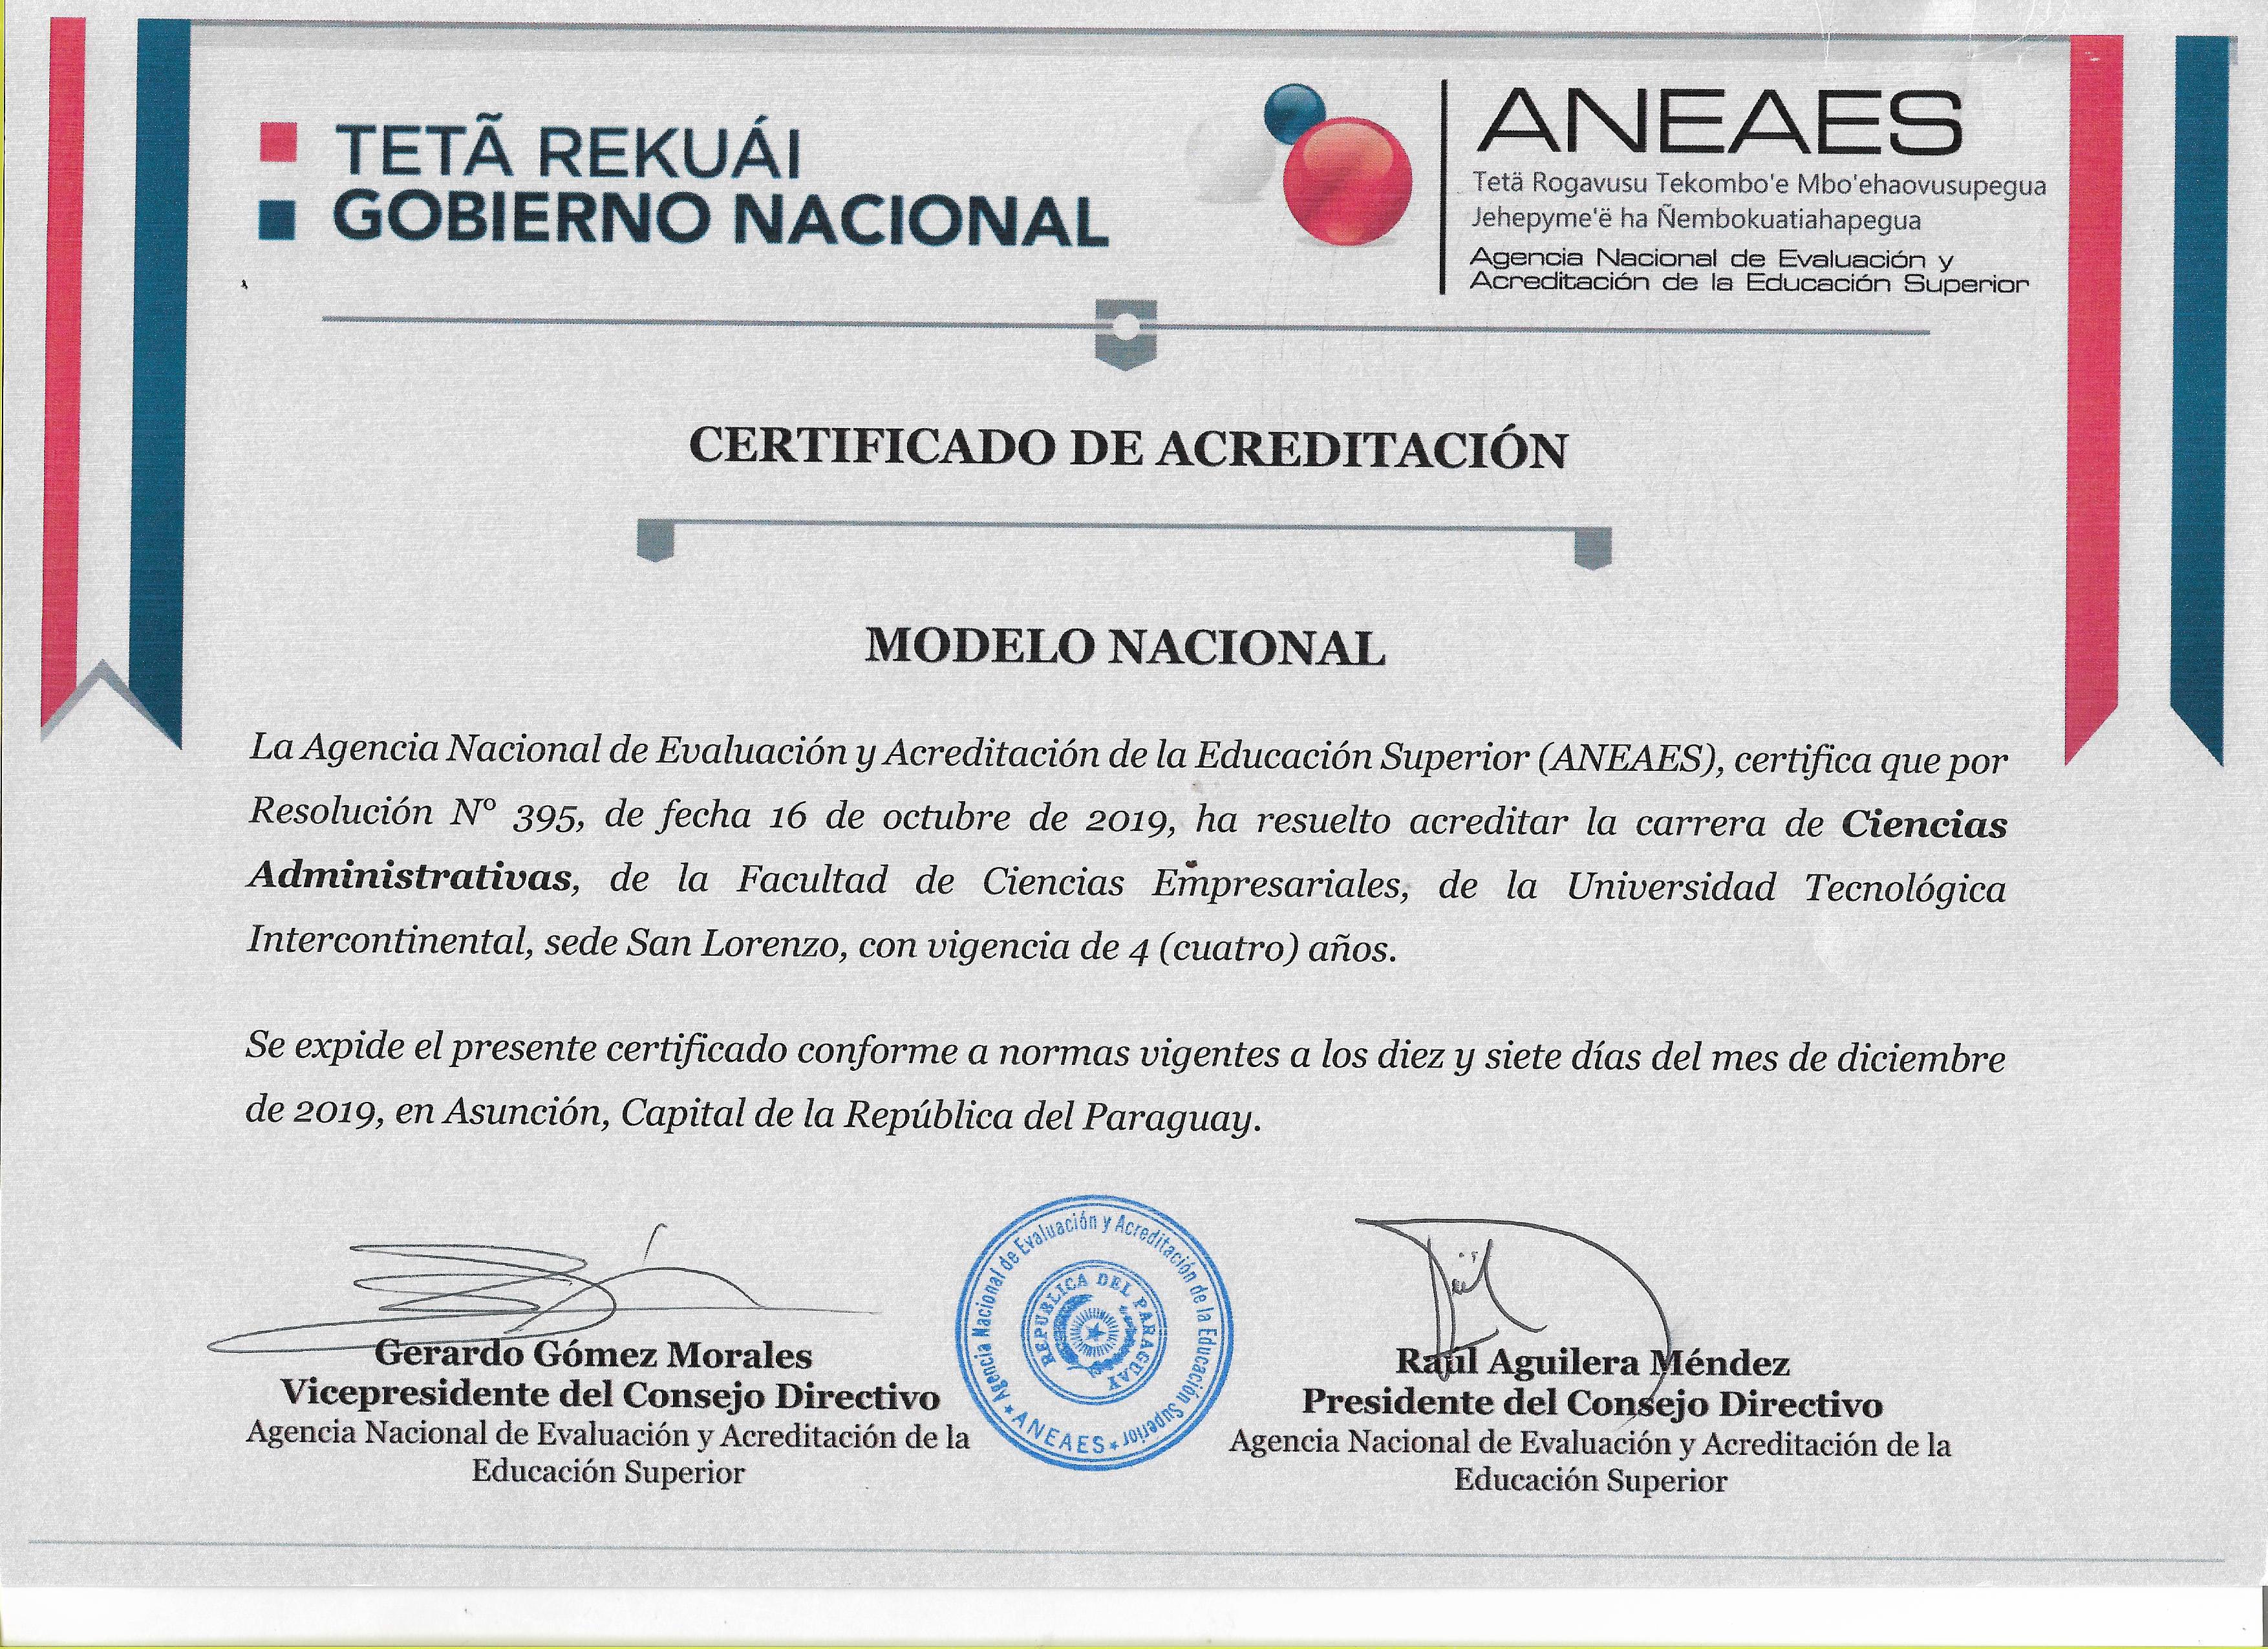 TETÃ REKUÁI
GOBIERNO NACIONAL
ANEAES
Tetä Rogavusu Tekombo'e Mbo'ehaovusupegua
Jehepyme'ë ha Ñembokuatiahapegua
Agencia Nacional de Evaluación y
Acreditación de la Educación Superior
CERTIFICADO DE ACREDITACIÓN
MODELO NACIONAL
La Agencia Nacional de Evaluación y Acreditación de la Educación Superior (ANEAES), certifica que por
Resolución N° 395, de fecha 16 de octubre de 2019, ha resuelto acreditar la carrera de Ciencias
Administrativas, de la Facultad de Ciencias Empresariales, de la Universidad Tecnológica
Intercontinental, sede San Lorenzo, con vigencia de 4 (cuatro) años.
Se expide el presente certificado conforme a normas vigentes a los diez y siete días del mes de diciembre
de 2019, en Asunción, Capital de la República del Paraguay.
Gerardo Gómez Morales
Vicepresidente del Consejo Directivo
Agencia Nacional de Evaluación y Acreditación de la
Educación Superior
Agencia Nacional de Evaluación y Acreditación de la Educación Superior
★ ANEAES ★
REPUBLICA DEL PARAGUAY
Raúl Aguilera Méndez
Presidente del Consejo Directivo
Agencia Nacional de Evaluación y Acreditación de la
Educación Superior